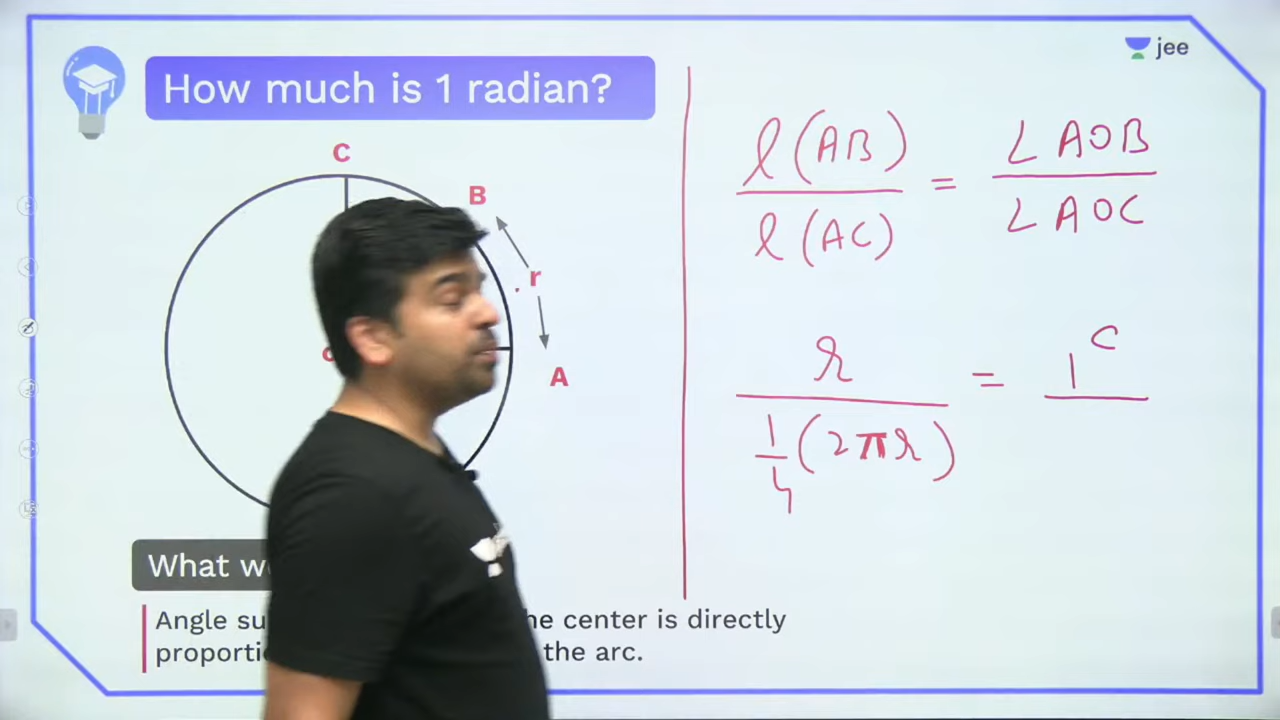 jee
How much is 1 radian?
C
B
r
A
What w
Angle su he center is directly
proporti the arc.
l(AB) / l(AC) = ∠AOB / ∠AOC
r / 1/4 (2πr) = 1ᶜ /